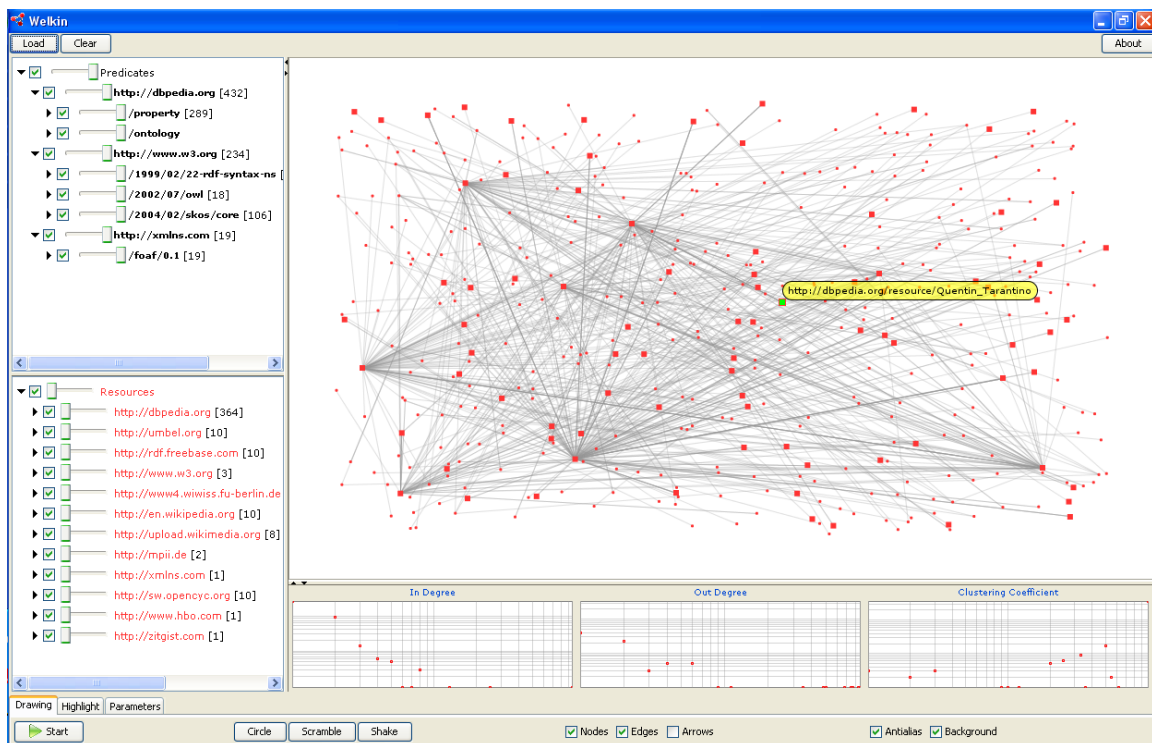 Welkin
Load Clear About
Predicates
http://dbpedia.org [432]
/property [289]
/ontology
http://www.w3.org [234]
/1999/02/22-rdf-syntax-ns [
/2002/07/owl [18]
/2004/02/skos/core [106]
http://xmlns.com [19]
/foaf/0.1 [19]
http://dbpedia.org/resource/Quentin_Tarantino
Resources
http://dbpedia.org [364]
http://umbel.org [10]
http://rdf.freebase.com [10]
http://www.w3.org [3]
http://www4.wiwiss.fu-berlin.de
http://en.wikipedia.org [10]
http://upload.wikimedia.org [8]
http://mpii.de [2]
http://xmlns.com [1]
http://sw.opencyc.org [10]
http://www.hbo.com [1]
http://zitgist.com [1]
In Degree Out Degree Clustering Coefficient
Drawing Highlight Parameters
Start Circle Scramble Shake Nodes Edges Arrows Antialias Background